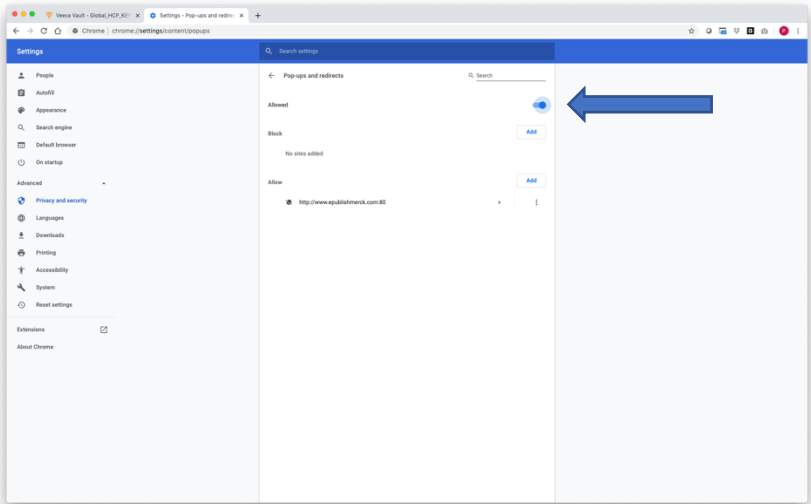 Veeva Vault - Global_HCP_KEY
Settings - Pop-ups and redirec
Chrome | chrome://settings/content/popups
P
Settings
Search settings
People
Autofill
Appearance
Search engine
Default browser
On startup
Advanced
Privacy and security
Languages
Downloads
Printing
Accessibility
System
Reset settings
Extensions
About Chrome
Pop-ups and redirects
Search
Allowed
Block
Add
No sites added
Allow
Add
http://www.epublishmerck.com:80